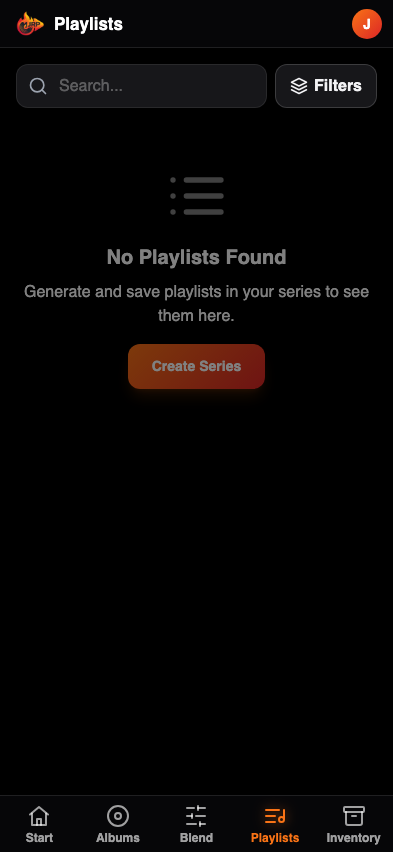 Playlists
J
Search...
Filters
No Playlists Found
Generate and save playlists in your series to see
them here.
Create Series
Start
Albums
Blend
Playlists
Inventory